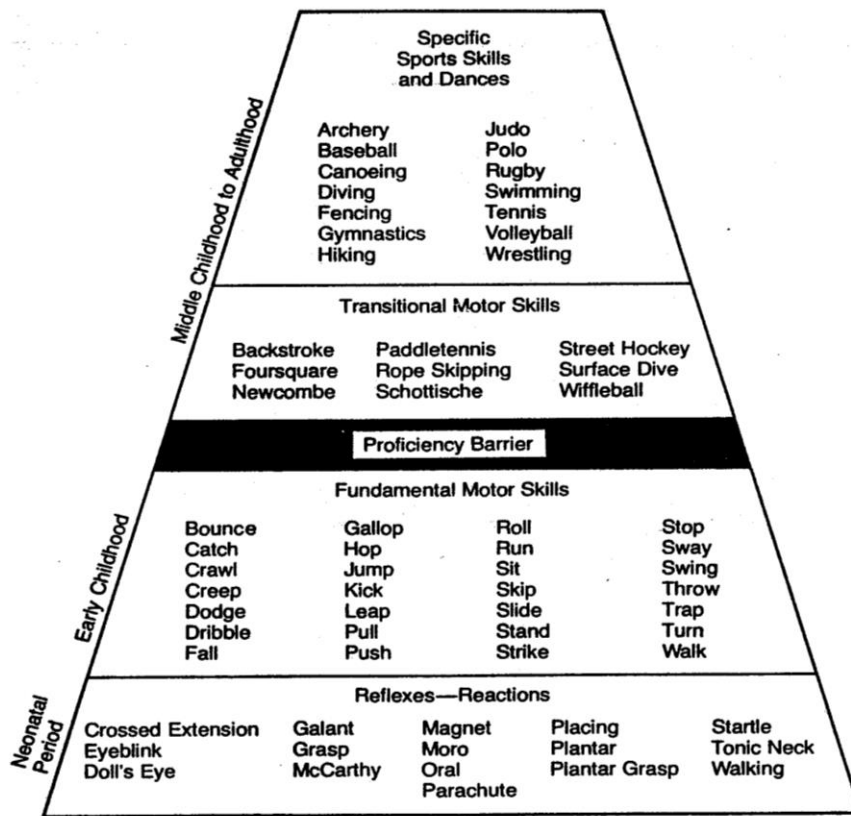 Specific
Sports Skills
and Dances
Archery Judo
Baseball Polo
Canoeing Rugby
Diving Swimming
Fencing Tennis
Gymnastics Volleyball
Hiking Wrestling
Middle Childhood to Adulthood
Transitional Motor Skills
Backstroke Paddletennis Street Hockey
Foursquare Rope Skipping Surface Dive
Newcombe Schottische Wiffleball
Proficiency Barrier
Fundamental Motor Skills
Bounce Gallop Roll Stop
Catch Hop Run Sway
Crawl Jump Sit Swing
Creep Kick Skip Throw
Dodge Leap Slide Trap
Dribble Pull Stand Turn
Fall Push Strike Walk
Early Childhood
Reflexes—Reactions
Crossed Extension Galant Magnet Placing Startle
Eyeblink Grasp Moro Plantar Tonic Neck
Doll's Eye McCarthy Oral Plantar Grasp Walking
Parachute
Neonatal
Period